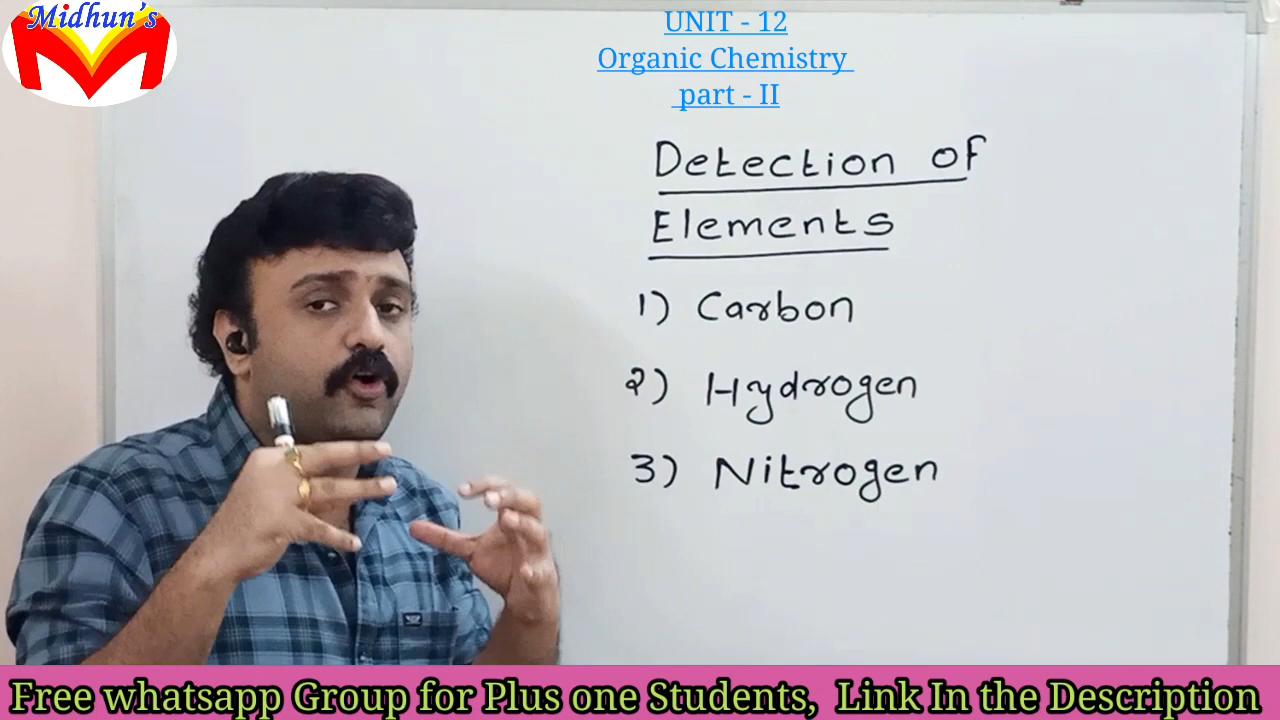 Midhun's
UNIT - 12
Organic Chemistry
part - II
Detection of
Elements
1) Carbon
2) Hydrogen
3) Nitrogen
Free whatsapp Group for Plus one Students, Link In the Description